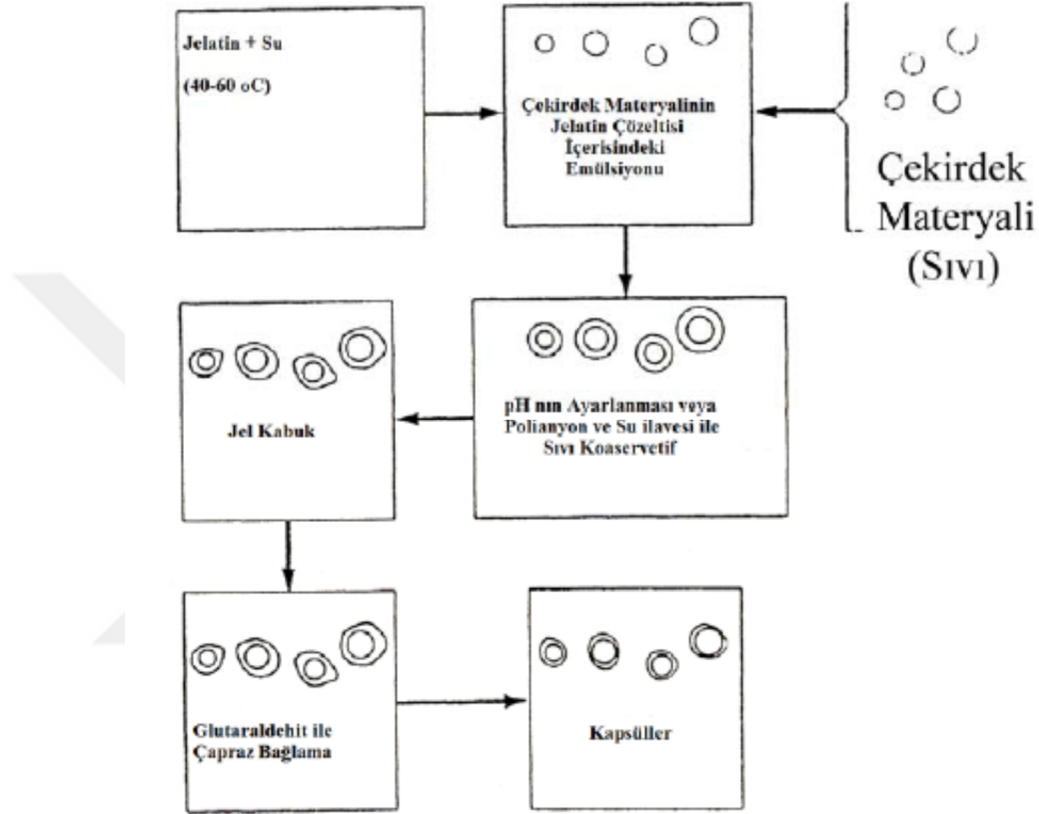 Jelatin + Su
(40-60 oC)
Çekirdek Materyalinin
Jelatin Çözeltisi
İçerisindeki
Emülsiyonu
Çekirdek
Materyali
(Sıvı)
pH nın Ayarlanması veya
Polianyon ve Su ilavesi ile
Sıvı Koaservetif
Jel Kabuk
Glutaraldehit ile
Çapraz Bağlama
Kapsüller